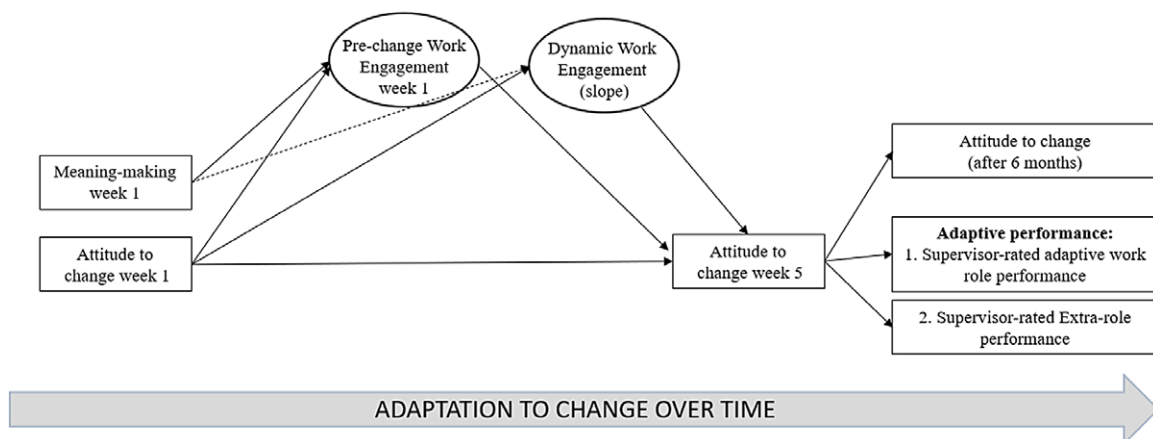 Pre-change Work
Engagement
week 1
Dynamic Work
Engagement
(slope)
Meaning-making
week 1
Attitude to
change week 1
Attitude to
change week 5
Attitude to change
(after 6 months)
Adaptive performance:
1. Supervisor-rated adaptive work
role performance
2. Supervisor-rated Extra-role
performance
ADAPTATION TO CHANGE OVER TIME